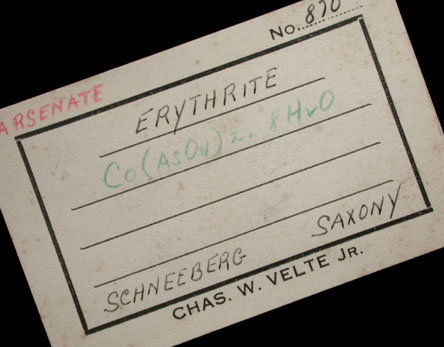 No. 870
ARSENATE
ERYTHRITE
Co(AsO4)2.. 8H2O
SCHNEEBERG SAXONY
CHAS. W. VELTE JR.